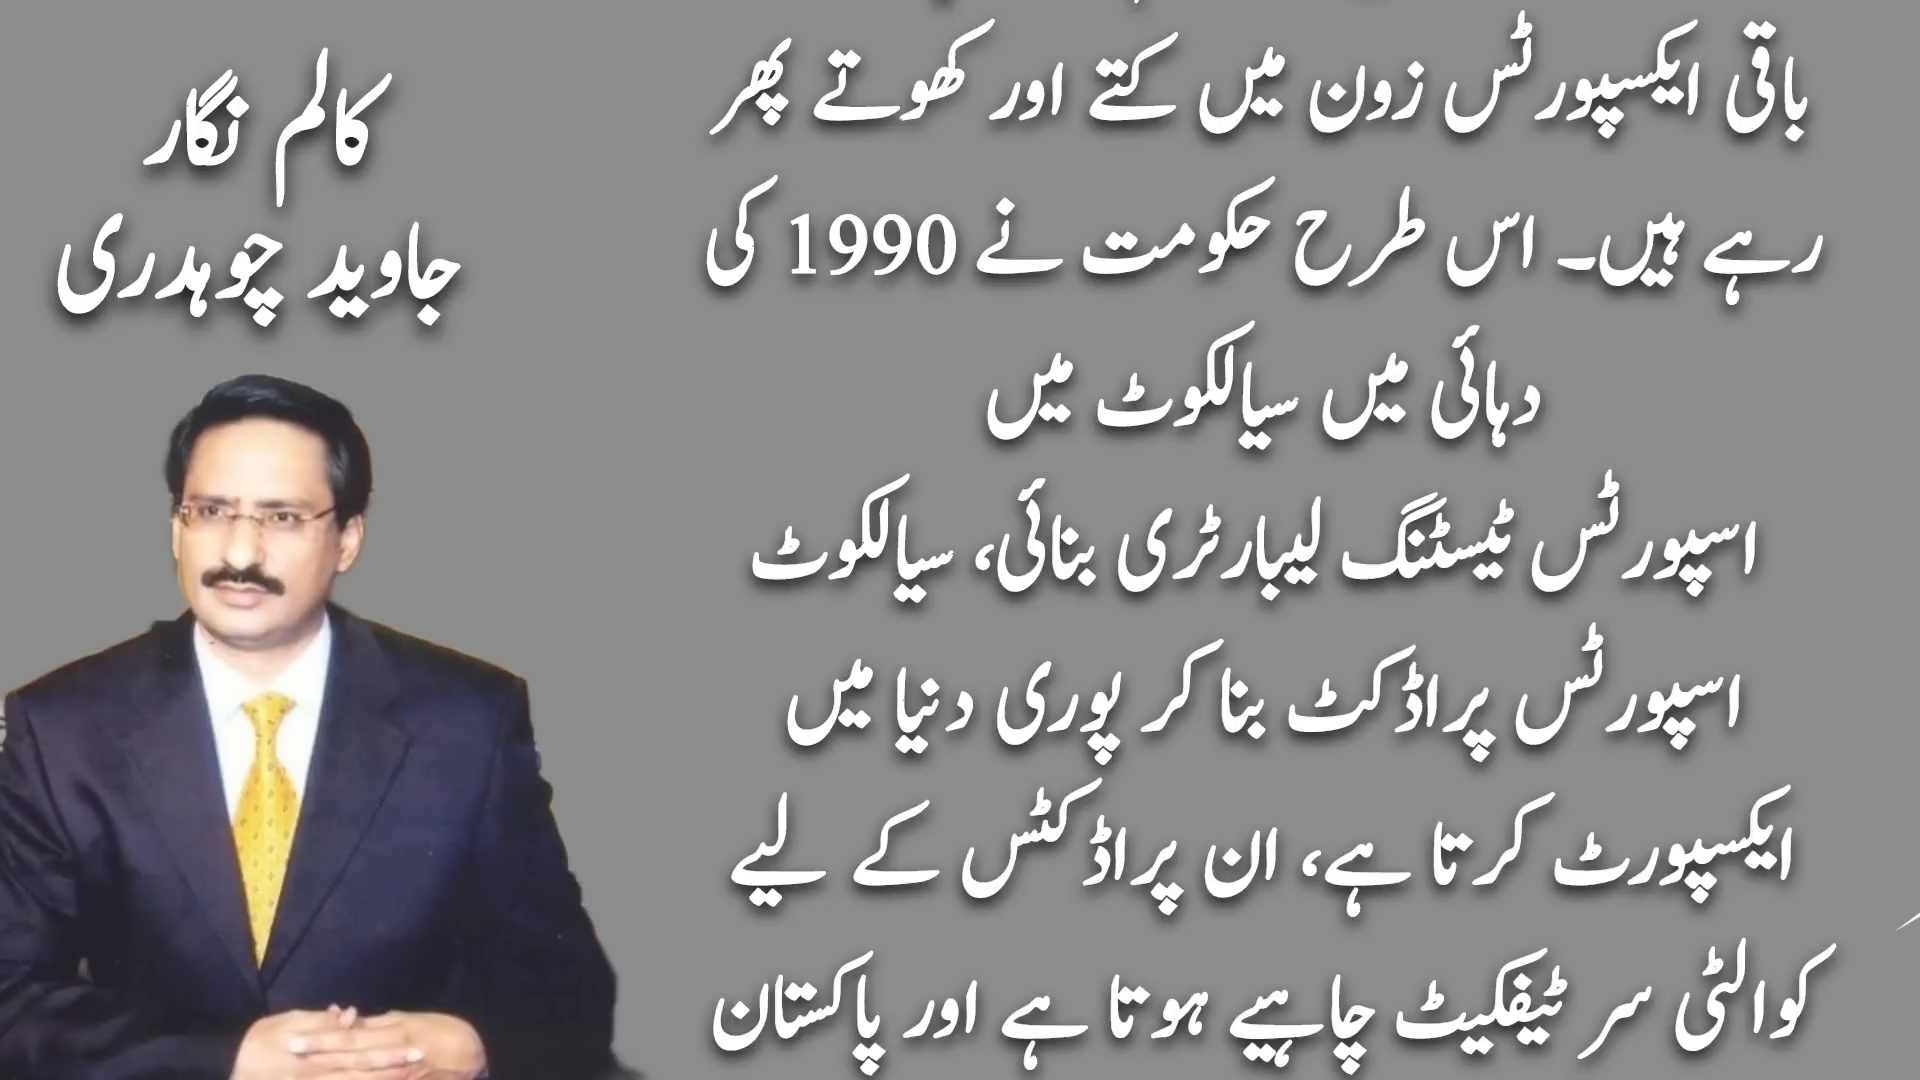 کالم نگار
جاوید چوہدری
باقی ایکسپورٹس زون میں کتے اور کھوتے پھر
رہے ہیں۔ اس طرح حکومت نے 1990 کی
دہائی میں سیالکوٹ میں
اسپورٹس ٹیسٹنگ لیبارٹری بنائی، سیالکوٹ
اسپورٹس پراڈکٹ بنا کر پوری دنیا میں
ایکسپورٹ کرتا ہے، ان پراڈکٹس کے لیے
کوالٹی سر ٹیفکیٹ چاہیے ہوتا ہے اور پاکستان